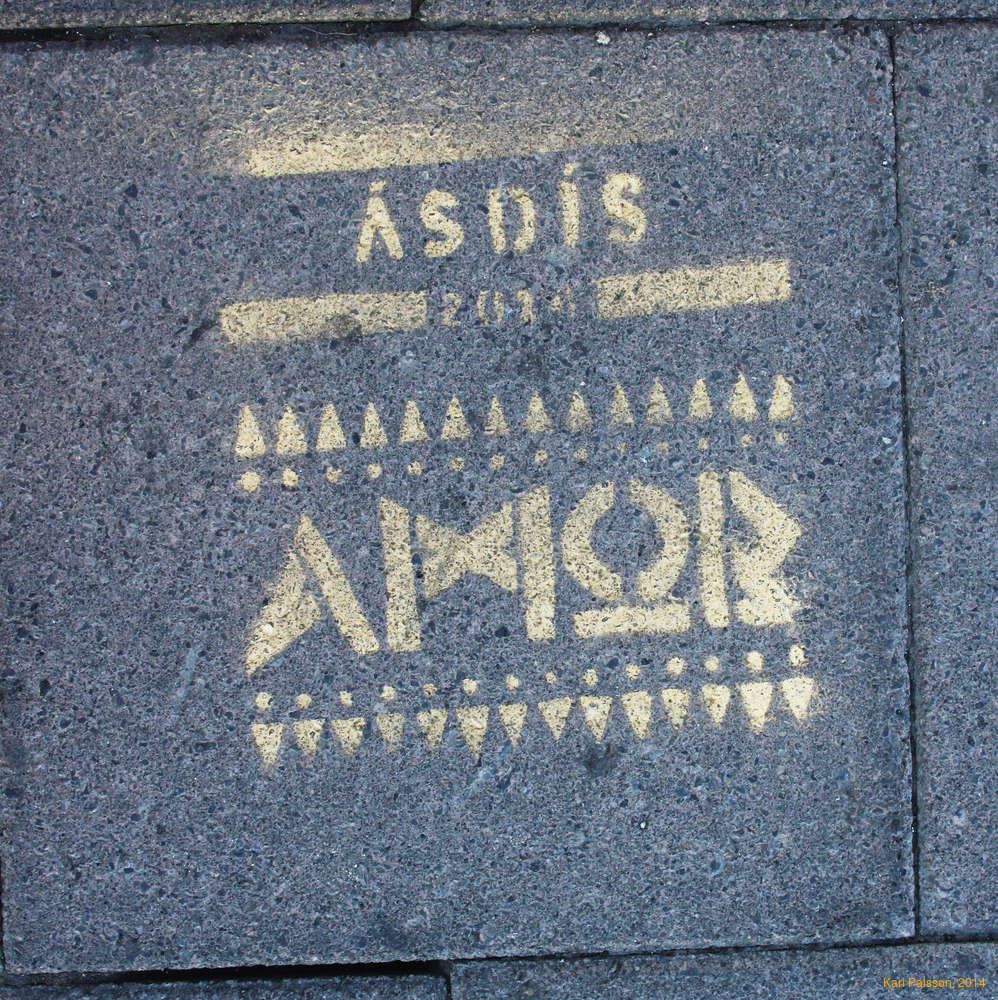 ÁSDÍS
2014
AMOR
Karl Palsson, 2014